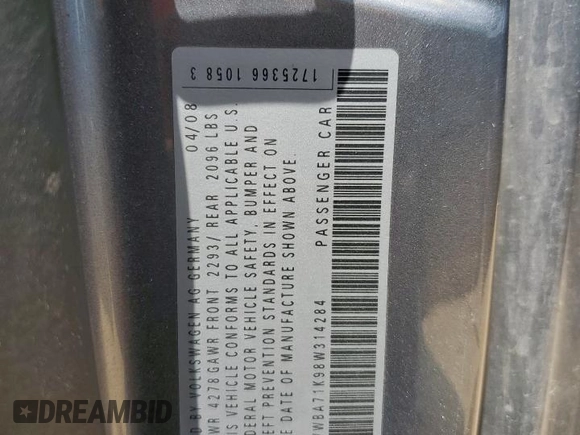 1725366 1058 3
D BY VOLKSWAGEN AG GERMANY 04/08
WR 4278 GAWR FRONT 2293/ REAR 2096 LBS
IS VEHICLE CONFORMS TO ALL APPLICABLE U.S.
DERAL MOTOR VEHICLE SAFETY, BUMPER AND
EFT PREVENTION STANDARDS IN EFFECT ON
E DATE OF MANUFACTURE SHOWN ABOVE.
PASSENGER CAR
WBA71K98W314284
DREAMBID